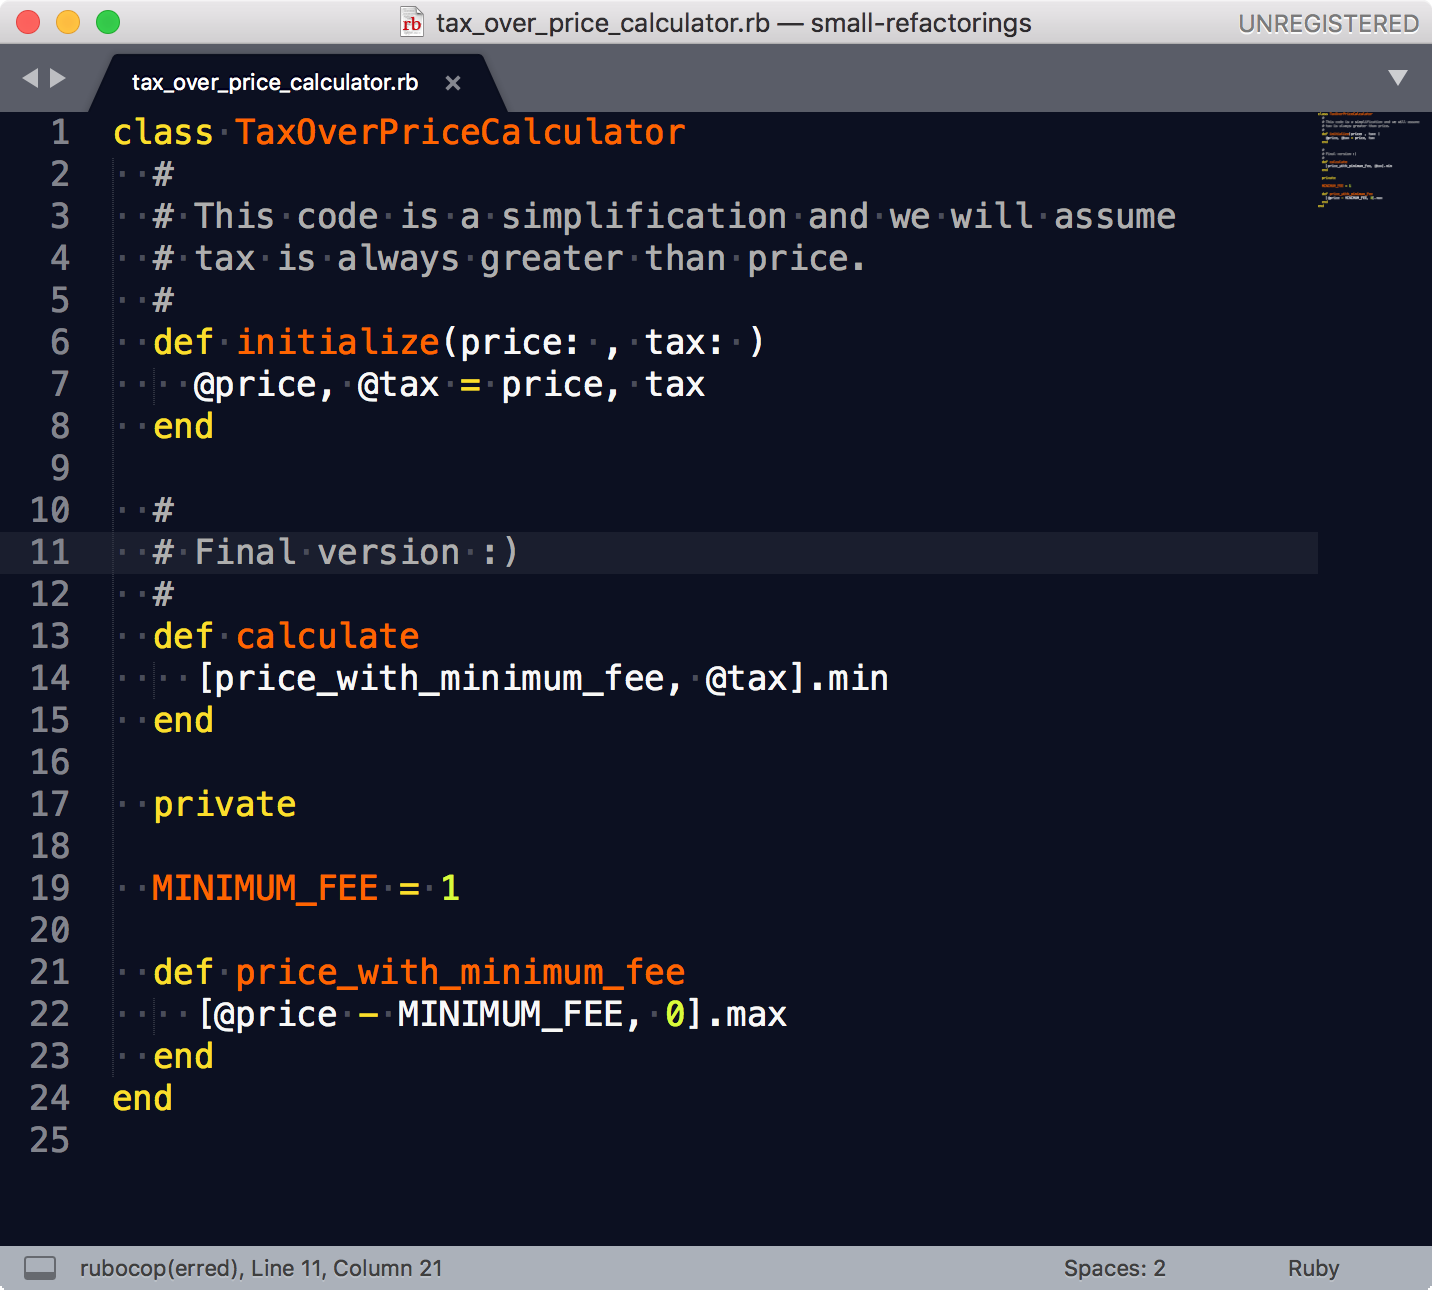 rb tax_over_price_calculator.rb — small-refactorings UNREGISTERED
tax_over_price_calculator.rb ×
1 class TaxOverPriceCalculator
2   #
3   # This code is a simplification and we will assume
4   # tax is always greater than price.
5   #
6   def initialize(price: , tax: )
7     @price, @tax = price, tax
8   end
9
10   #
11   # Final version :)
12   #
13   def calculate
14     [price_with_minimum_fee, @tax].min
15   end
16
17   private
18
19   MINIMUM_FEE = 1
20
21   def price_with_minimum_fee
22     [@price - MINIMUM_FEE, 0].max
23   end
24 end
25
rubocop(erred), Line 11, Column 21 Spaces: 2 Ruby